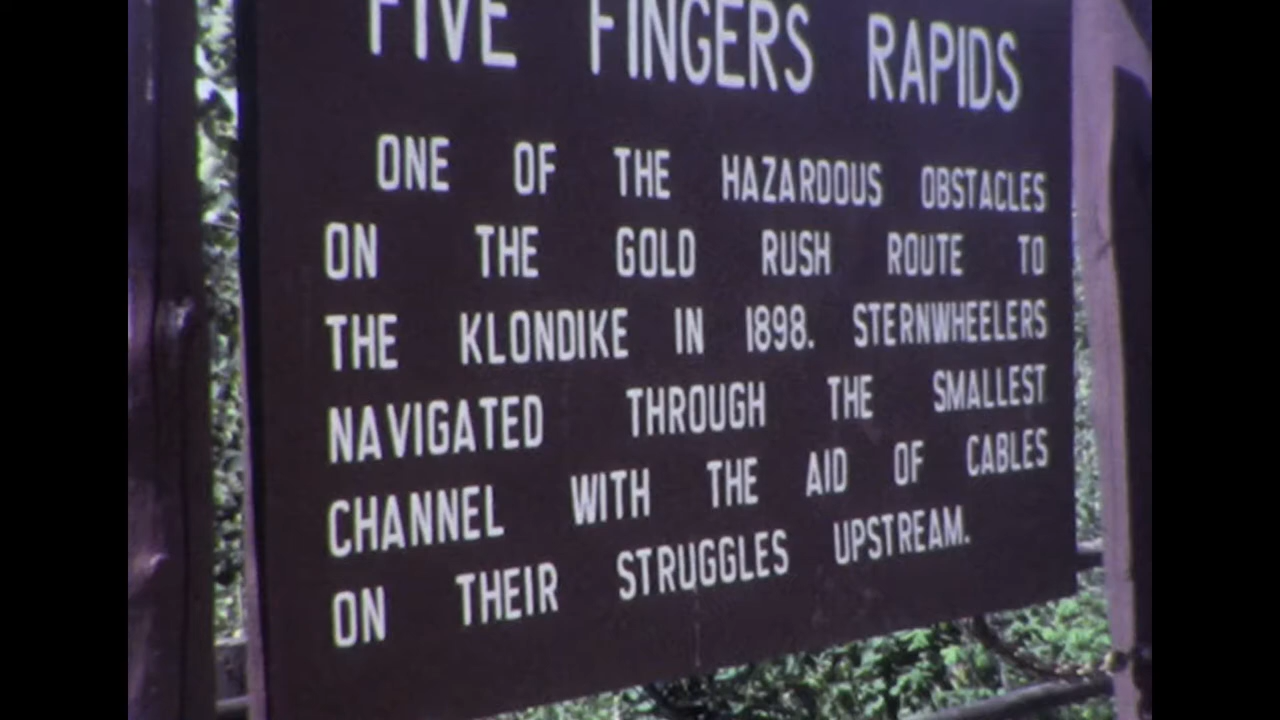 FIVE FINGERS RAPIDS
ONE OF THE HAZARDOUS OBSTACLES
ON THE GOLD RUSH ROUTE TO
THE KLONDIKE IN 1898. STERNWHEELERS
NAVIGATED THROUGH THE SMALLEST
CHANNEL WITH THE AID OF CABLES
ON THEIR STRUGGLES UPSTREAM.